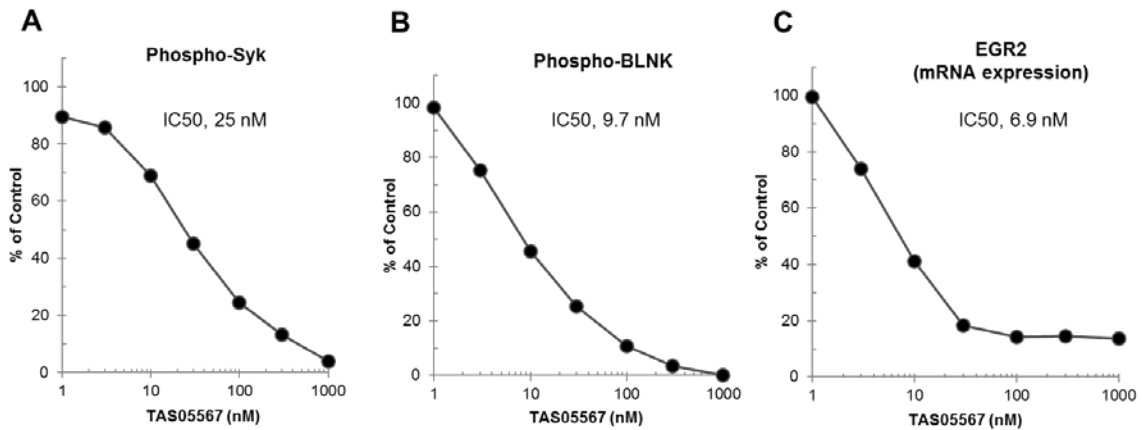 A
Phospho-Syk
IC50, 25 nM
% of Control
100
80
60
40
20
0
1
10
100
1000
TAS05567 (nM)
B
Phospho-BLNK
IC50, 9.7 nM
% of Control
100
80
60
40
20
0
1
10
100
1000
TAS05567 (nM)
C
EGR2
(mRNA expression)
IC50, 6.9 nM
% of Control
100
80
60
40
20
0
1
10
100
1000
TAS05567 (nM)